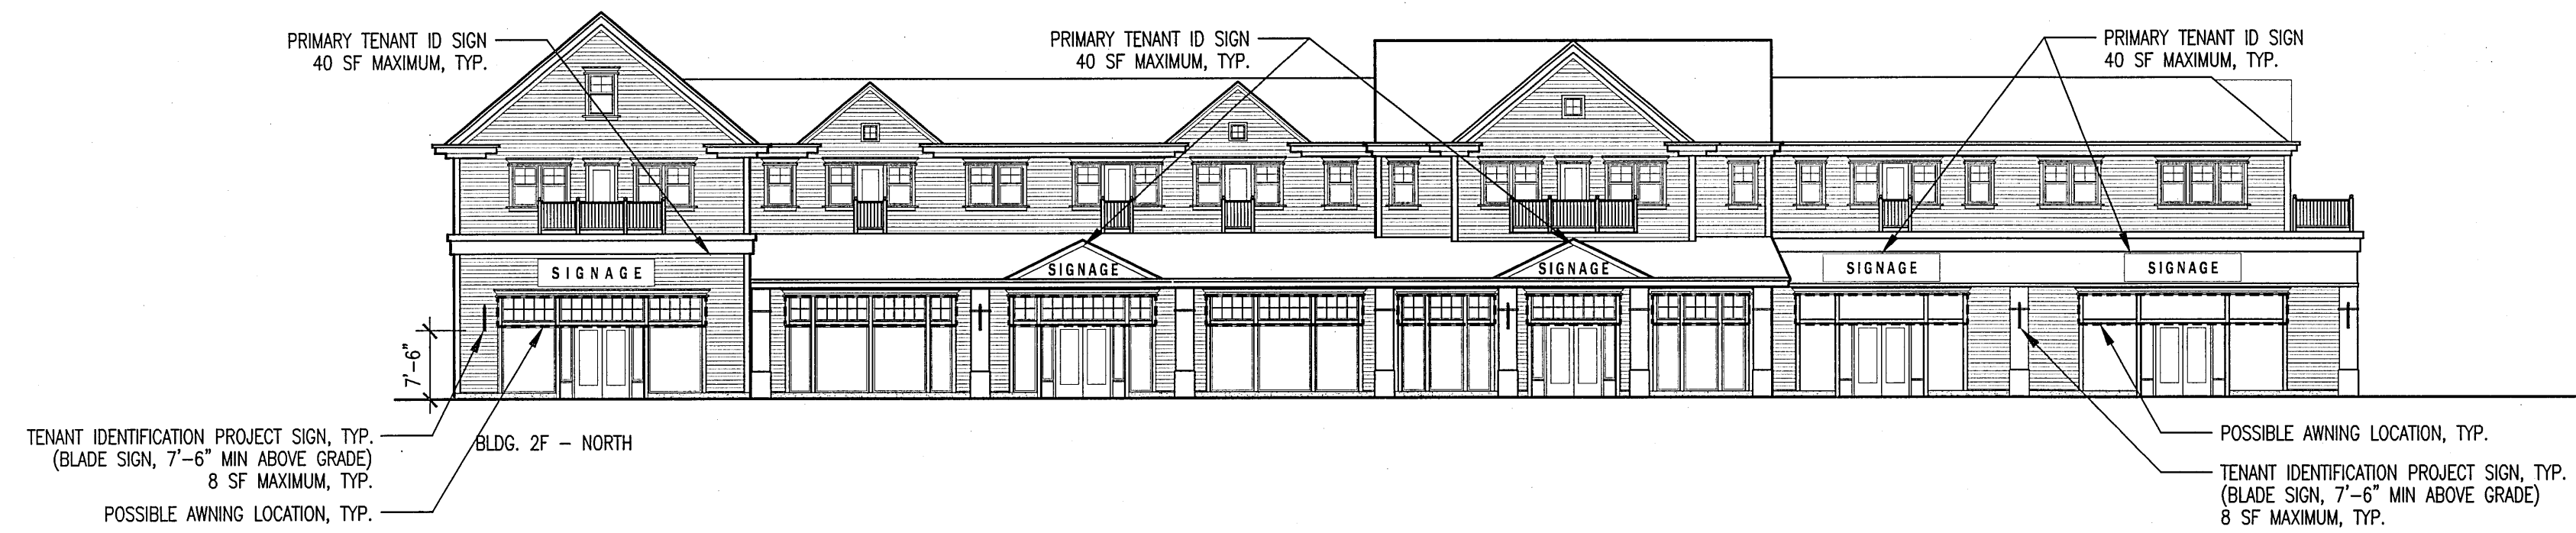 PRIMARY TENANT ID SIGN
40 SF MAXIMUM, TYP.
PRIMARY TENANT ID SIGN
40 SF MAXIMUM, TYP.
PRIMARY TENANT ID SIGN
40 SF MAXIMUM, TYP.
SIGNAGE
SIGNAGE
SIGNAGE
SIGNAGE
SIGNAGE
7'-6"
TENANT IDENTIFICATION PROJECT SIGN, TYP.
(BLADE SIGN, 7'-6" MIN ABOVE GRADE)
8 SF MAXIMUM, TYP.
POSSIBLE AWNING LOCATION, TYP.
BLDG. 2F – NORTH
POSSIBLE AWNING LOCATION, TYP.
TENANT IDENTIFICATION PROJECT SIGN, TYP.
(BLADE SIGN, 7'-6" MIN ABOVE GRADE)
8 SF MAXIMUM, TYP.